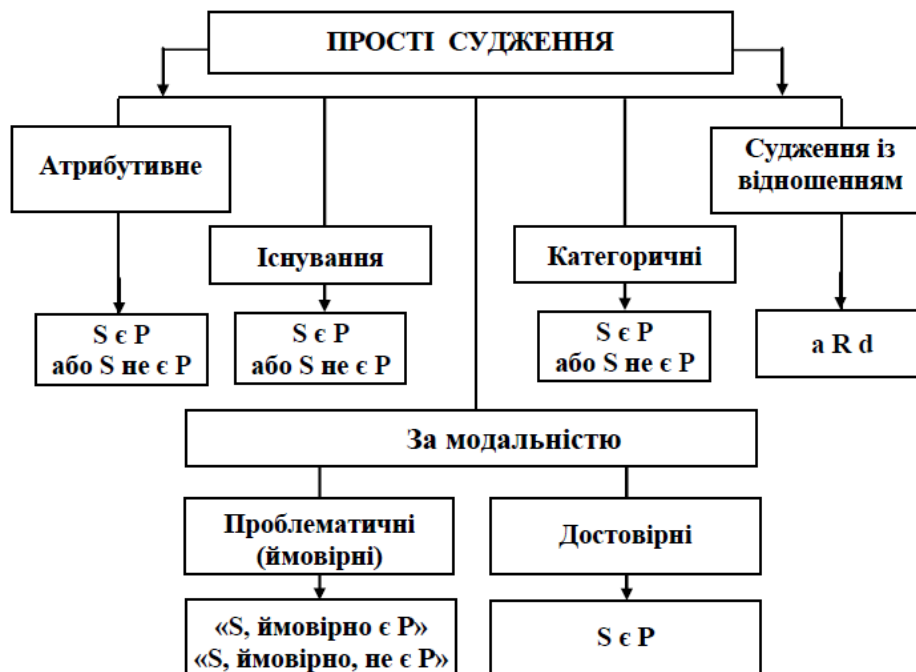 ПРОСТІ СУДЖЕННЯ
Атрибутивне
Судження із
відношенням
Існування
Категоричні
S є P
або S не є P
S є P
або S не є P
S є P
або S не є P
a R d
За модальністю
Проблематичні
(ймовірні)
Достовірні
«S, ймовірно є P»
«S, ймовірно, не є P»
S є P